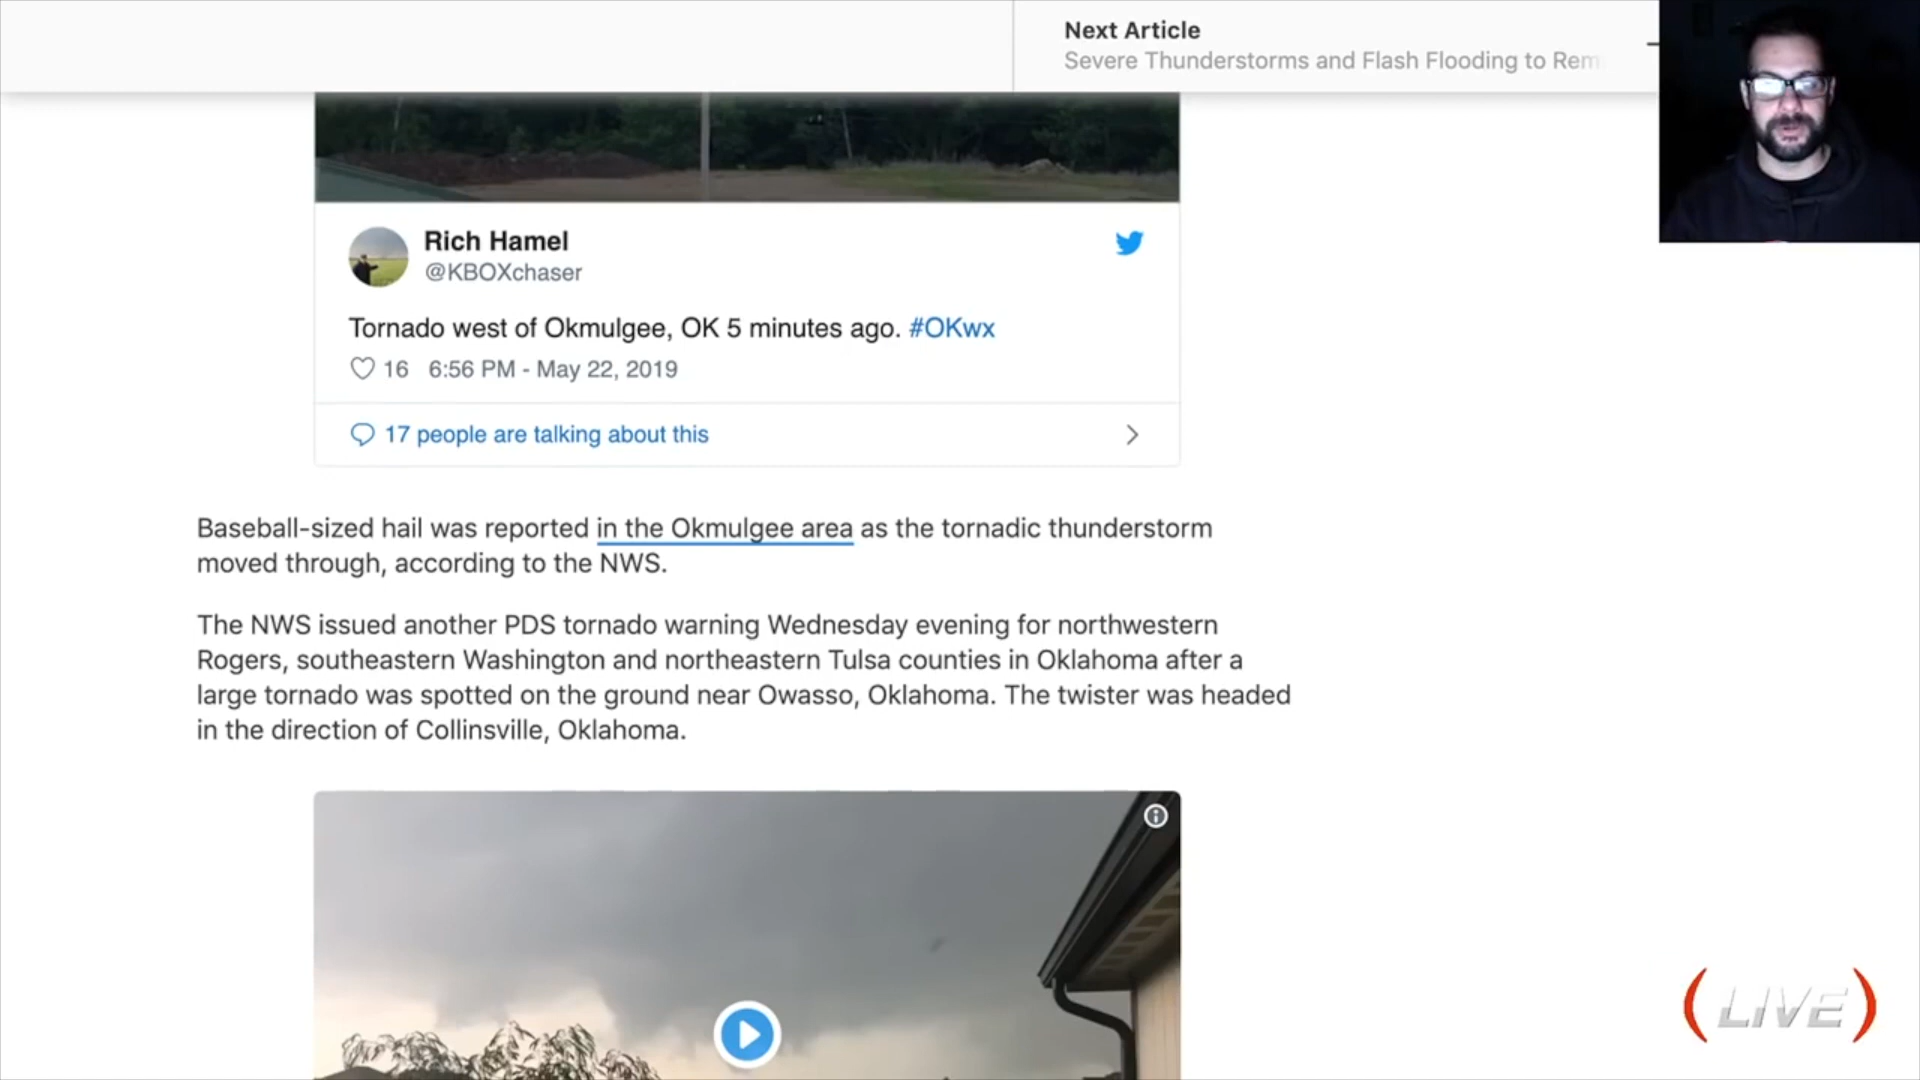 Next Article
Severe Thunderstorms and Flash Flooding to Rem
Rich Hamel
@KBOXchaser
Tornado west of Okmulgee, OK 5 minutes ago. #OKwx
16 6:56 PM - May 22, 2019
17 people are talking about this
Baseball-sized hail was reported in the Okmulgee area as the tornadic thunderstorm
moved through, according to the NWS.
The NWS issued another PDS tornado warning Wednesday evening for northwestern
Rogers, southeastern Washington and northeastern Tulsa counties in Oklahoma after a
large tornado was spotted on the ground near Owasso, Oklahoma. The twister was headed
in the direction of Collinsville, Oklahoma.
(LIVE)